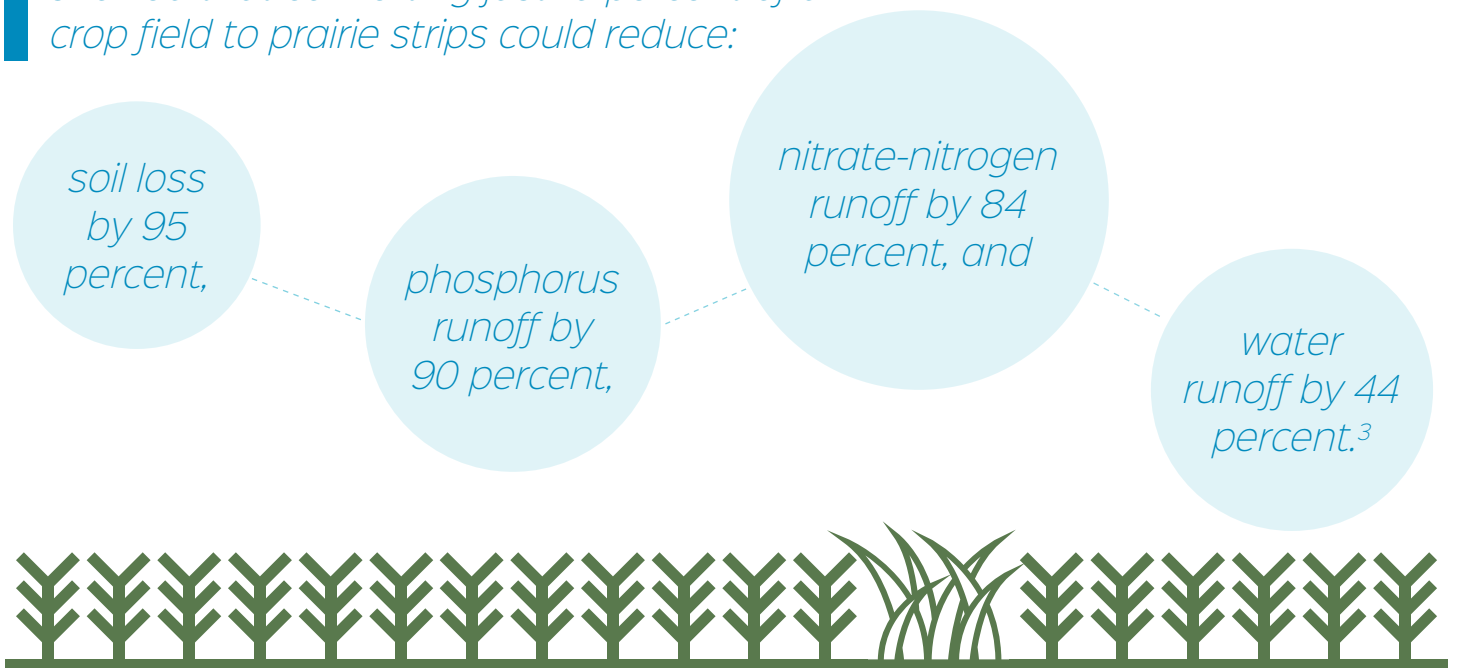 crop field to prairie strips could reduce:
soil loss
by 95
percent,
phosphorus
runoff by
90 percent,
nitrate-nitrogen
runoff by 84
percent, and
water
runoff by 44
percent.³